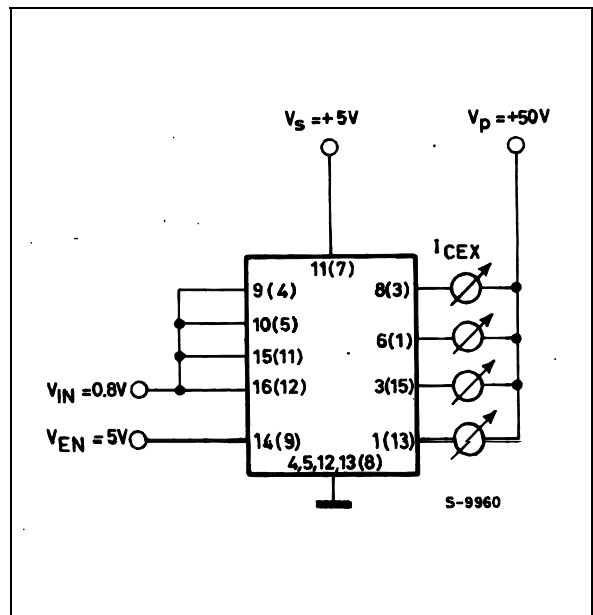 Vs =+5V
Vp =+50V
11(7)
ICEX
9(4)
8(3)
10(5)
6(1)
15(11)
3(15)
VIN =0.8V
16(12)
VEN =5V
14(9)
1(13)
4,5,12,13(8)
S-9960